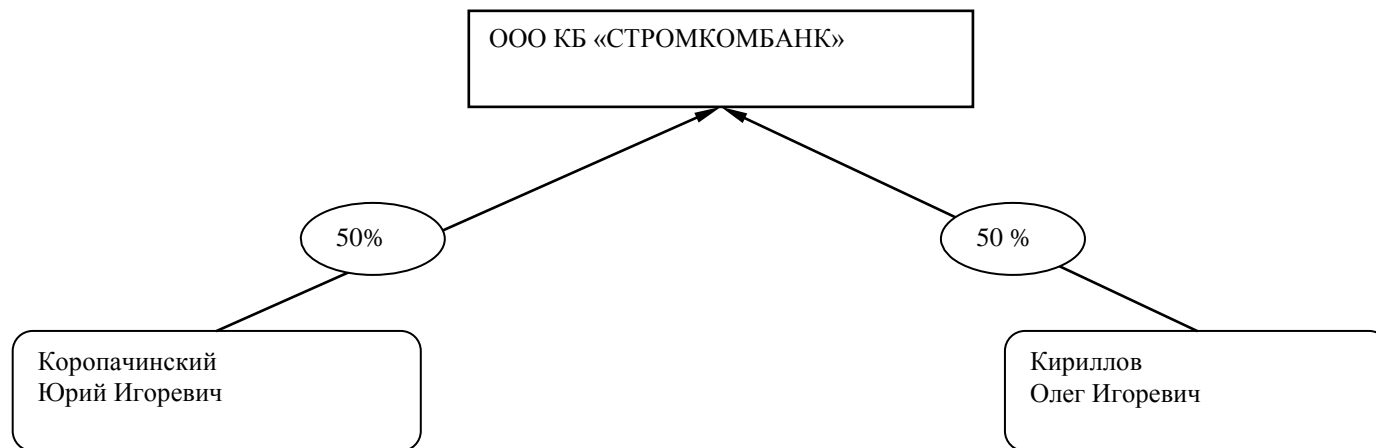 ООО КБ «СТРОМКОМБАНК»
50%
50 %
Коропачинский
Юрий Игоревич
Кириллов
Олег Игоревич